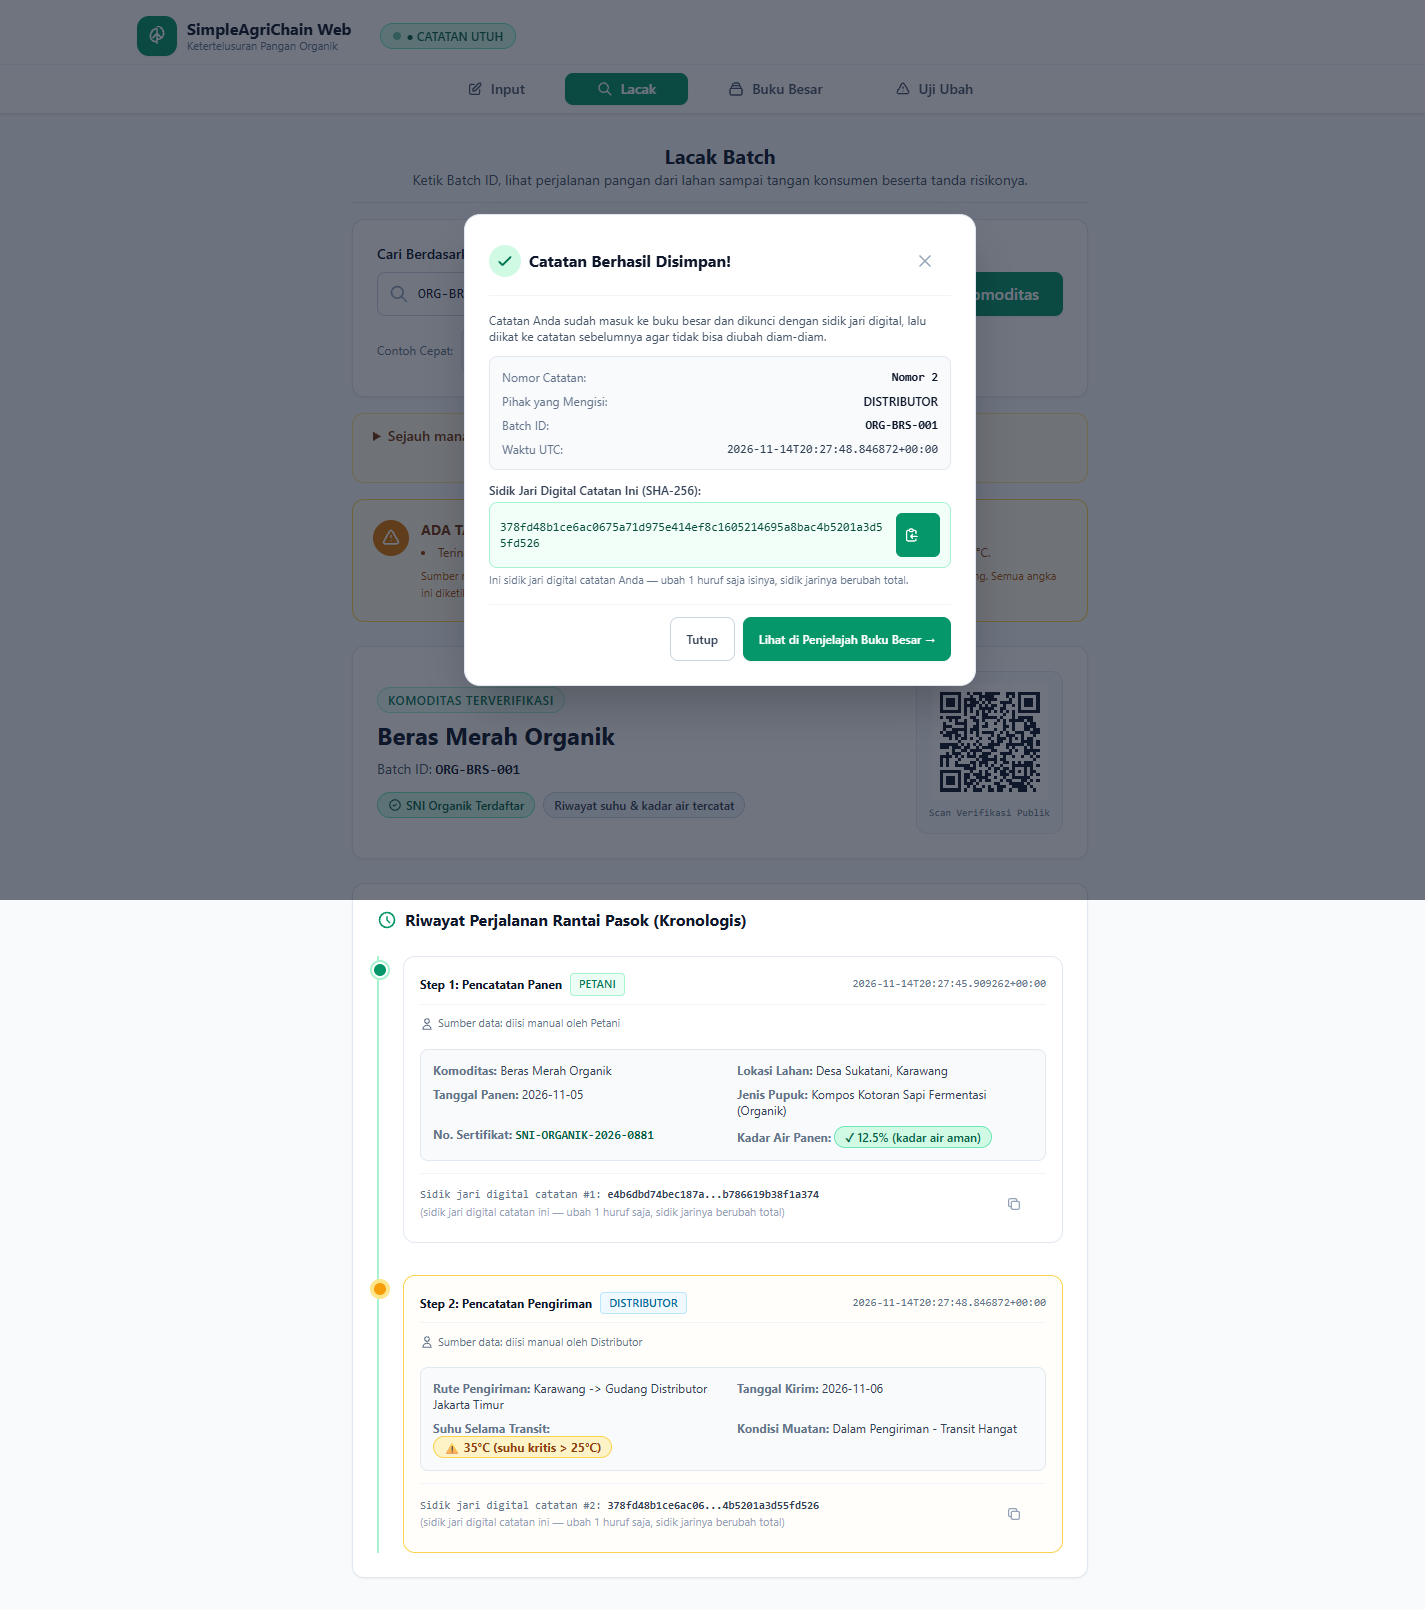 SimpleAgriChain Web
Ketertelusuran Pangan Organik
● CATATAN UTUH
Input
Lacak
Buku Besar
Uji Ubah
Lacak Batch
Ketik Batch ID, lihat perjalanan pangan dari lahan sampai tangan konsumen beserta tanda risikonya.
Cari Berdasark
ORG-BRS
omoditas
Contoh Cepat:
Sejauh mana
ADA TA
Terin
°C.
Sumber
ng. Semua angka
ini diketi
Catatan Berhasil Disimpan!
Catatan Anda sudah masuk ke buku besar dan dikunci dengan sidik jari digital, lalu
diikat ke catatan sebelumnya agar tidak bisa diubah diam-diam.
Nomor Catatan: Nomor 2
Pihak yang Mengisi: DISTRIBUTOR
Batch ID: ORG-BRS-001
Waktu UTC: 2026-11-14T20:27:48.846872+00:00
Sidik Jari Digital Catatan Ini (SHA-256):
378fd48b1ce6ac0675a71d975e414ef8c1605214695a8bac4b5201a3d5
5fd526
Ini sidik jari digital catatan Anda — ubah 1 huruf saja isinya, sidik jarinya berubah total.
Tutup
Lihat di Penjelajah Buku Besar →
KOMODITAS TERVERIFIKASI
Beras Merah Organik
Batch ID: ORG-BRS-001
SNI Organik Terdaftar
Riwayat suhu & kadar air tercatat
Scan Verifikasi Publik
Riwayat Perjalanan Rantai Pasok (Kronologis)
Step 1: Pencatatan Panen PETANI 2026-11-14T20:27:45.909262+00:00
Sumber data: diisi manual oleh Petani
Komoditas: Beras Merah Organik
Lokasi Lahan: Desa Sukatani, Karawang
Tanggal Panen: 2026-11-05
Jenis Pupuk: Kompos Kotoran Sapi Fermentasi
(Organik)
No. Sertifikat: SNI-ORGANIK-2026-0881
Kadar Air Panen: ✓ 12.5% (kadar air aman)
Sidik jari digital catatan #1: e4b6dbd74bec187a...b786619b38f1a374
(sidik jari digital catatan ini — ubah 1 huruf saja, sidik jarinya berubah total)
Step 2: Pencatatan Pengiriman DISTRIBUTOR 2026-11-14T20:27:48.846872+00:00
Sumber data: diisi manual oleh Distributor
Rute Pengiriman: Karawang -> Gudang Distributor
Jakarta Timur
Tanggal Kirim: 2026-11-06
Suhu Selama Transit:
⚠ 35°C (suhu kritis > 25°C)
Kondisi Muatan: Dalam Pengiriman - Transit Hangat
Sidik jari digital catatan #2: 378fd48b1ce6ac06...4b5201a3d55fd526
(sidik jari digital catatan ini — ubah 1 huruf saja, sidik jarinya berubah total)